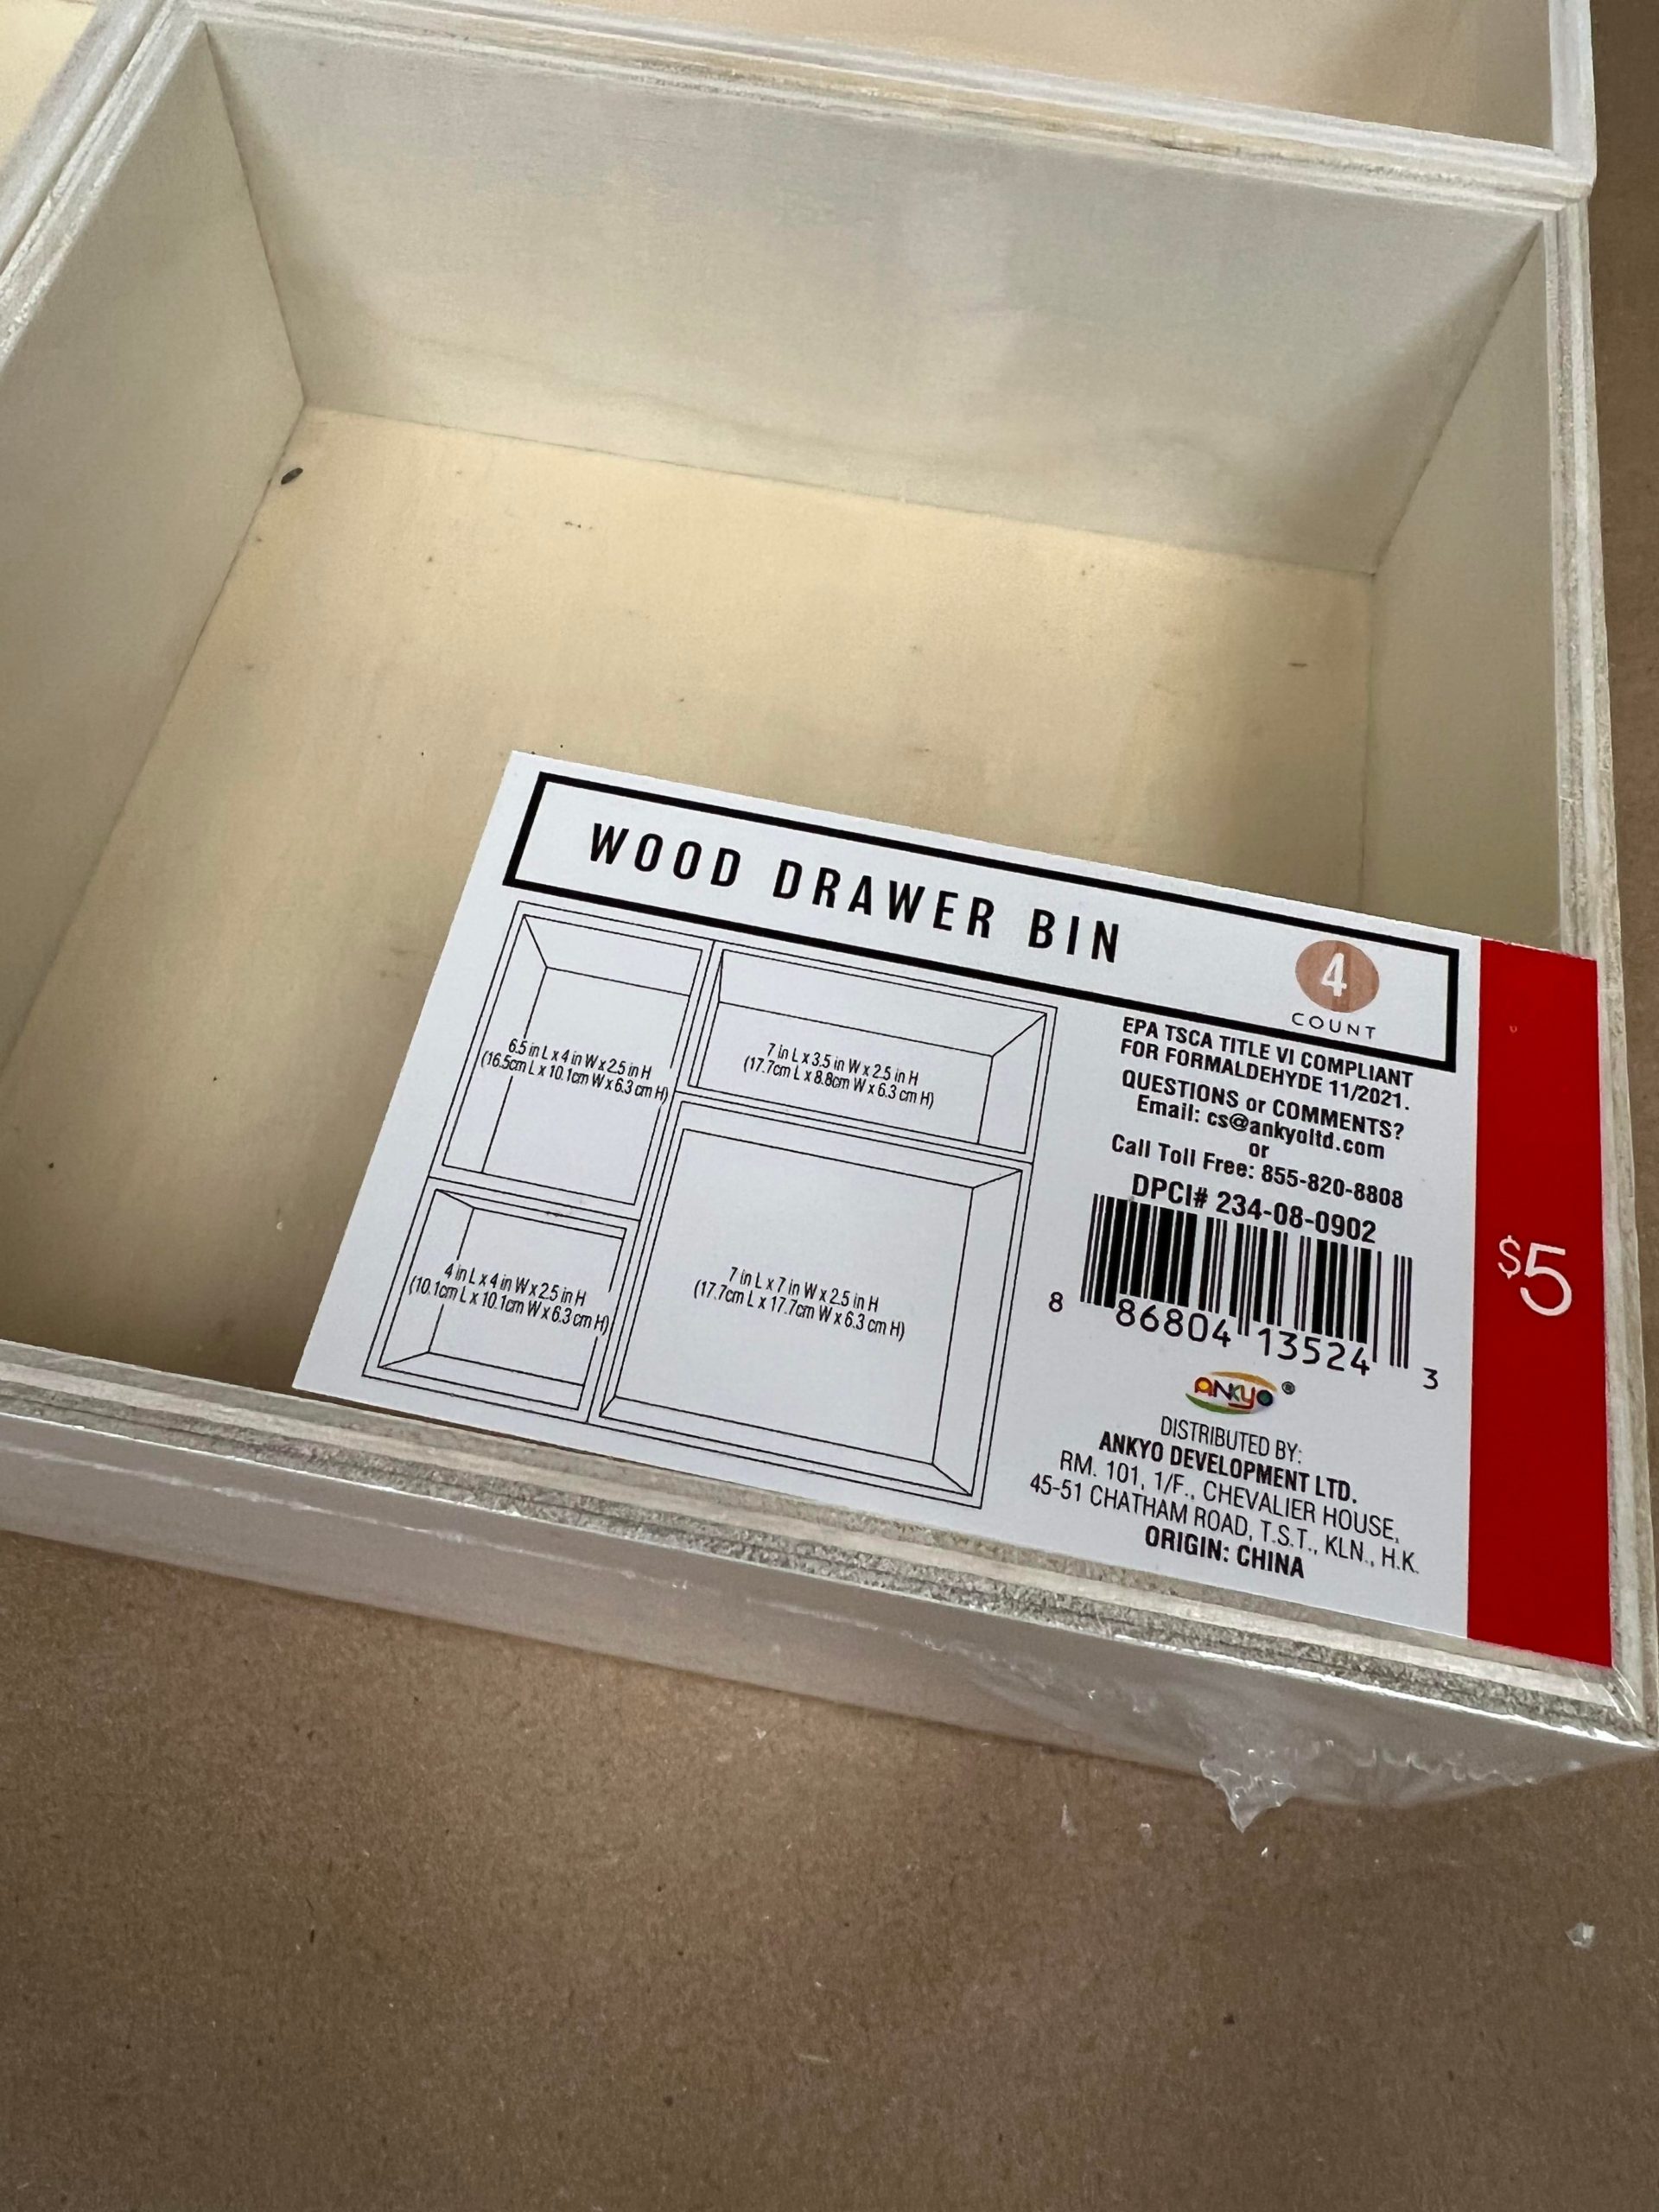 WOOD DRAWER BIN
4
COUNT
6.5 in L x 4 in W x 2.5 in H
(16.5cm L x 10.1cm W x 6.3 cm H)
7 in L x 3.5 in W x 2.5 in H
(17.7cm L x 8.8cm W x 6.3 cm H)
4 in L x 4 in W x 2.5 in H
(10.1cm L x 10.1cm W x 6.3 cm H)
7 in L x 7 in W x 2.5 in H
(17.7cm L x 17.7cm W x 6.3 cm H)
EPA TSCA TITLE VI COMPLIANT
FOR FORMALDEHYDE 11/2021.
QUESTIONS or COMMENTS?
Email: cs@ankyoltd.com
or
Call Toll Free: 855-820-8808
DPCI# 234-08-0902
8 86804 13524 3
ANKYO®
DISTRIBUTED BY:
ANKYO DEVELOPMENT LTD.
RM. 101, 1/F., CHEVALIER HOUSE,
45-51 CHATHAM ROAD, T.S.T., KLN., H.K.
ORIGIN: CHINA
$5